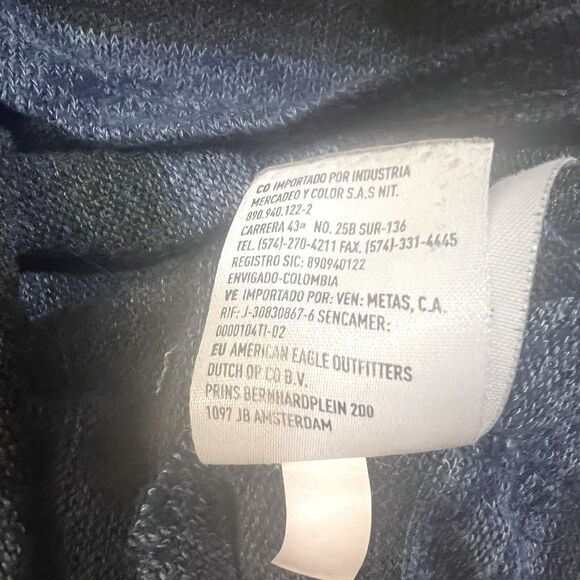 CO IMPORTADO POR INDUSTRIA
MERCADEO Y COLOR S.A.S NIT.
890.940.122-2
CARRERA 43ª NO. 25B SUR-136
TEL. (574)-270-4211 FAX. (574)-331-4445
REGISTRO SIC: 890940122
ENVIGADO-COLOMBIA
VE IMPORTADO POR: VEN: METAS, C.A.
RIF: J-30830867-6 SENCAMER:
0000104TI-02
EU AMERICAN EAGLE OUTFITTERS
DUTCH OP CO B.V.
PRINS BERNHARDPLEIN 200
1097 JB AMSTERDAM